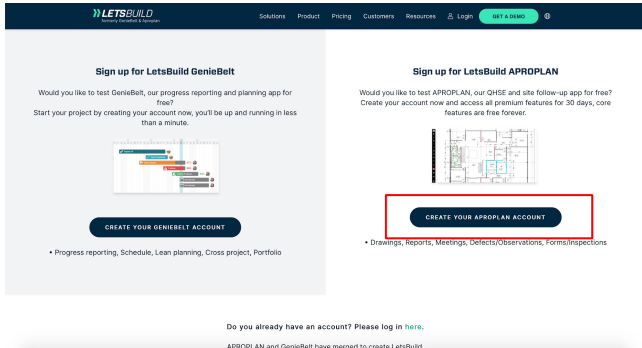 LETSBUILD
formerly GenieBelt & Aproplan
Solutions Product Pricing Customers Resources Login GET A DEMO
Sign up for LetsBuild GenieBelt
Would you like to test GenieBelt, our progress reporting and planning app for
free?
Start your project by creating your account now, you'll be up and running in less
than a minute.
CREATE YOUR GENIEBELT ACCOUNT
• Progress reporting, Schedule, Lean planning, Cross project, Portfolio
Sign up for LetsBuild APROPLAN
Would you like to test APROPLAN, our QHSE and site follow-up app for free?
Create your account now and access all premium features for 30 days, core
features are free forever.
CREATE YOUR APROPLAN ACCOUNT
• Drawings, Reports, Meetings, Defects/Observations, Forms/Inspections
Do you already have an account? Please log in here.
APROPLAN and GenieBelt have merged to create LetsBuild